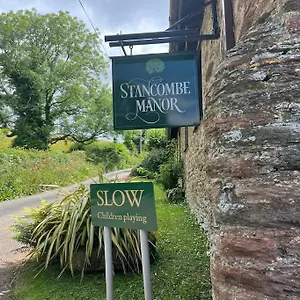 STANCOMBE
MANOR
SLOW
Children playing